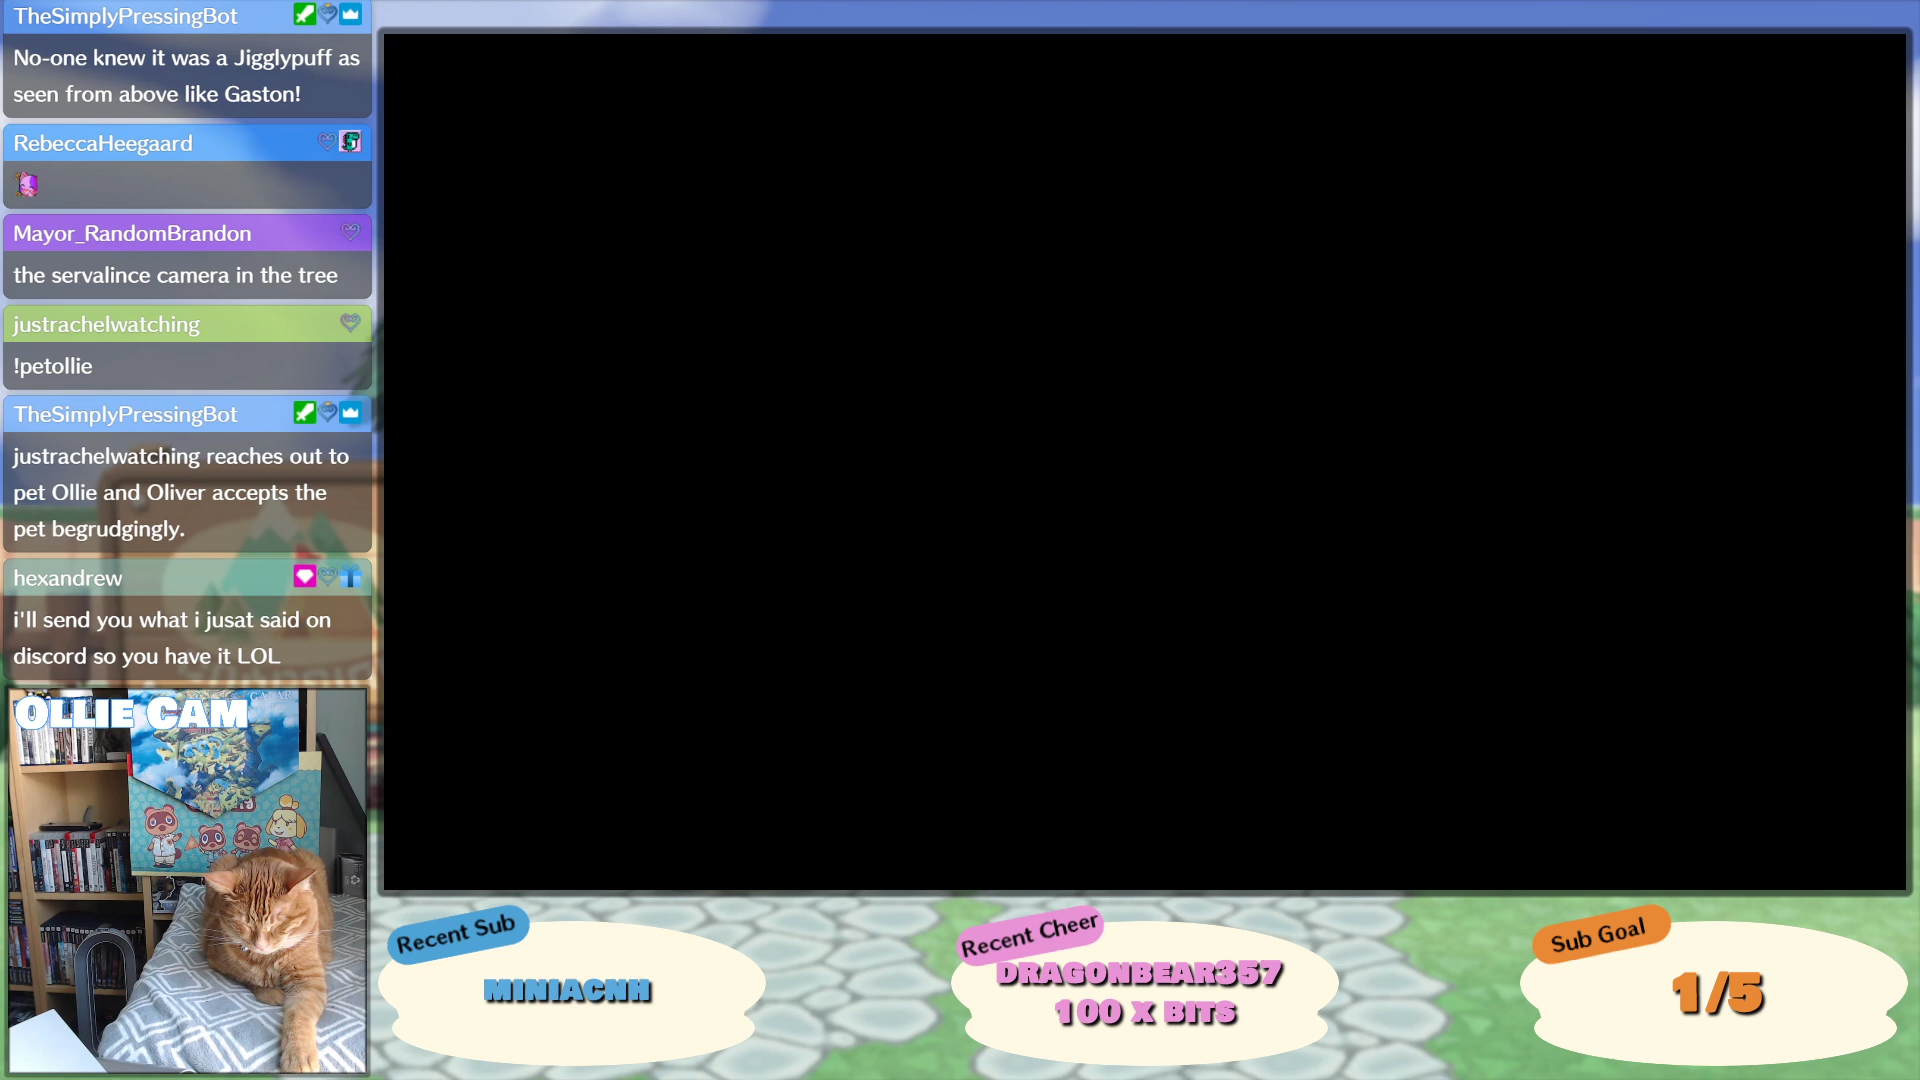 TheSimplyPressingBot
No-one knew it was a Jigglypuff as
seen from above like Gaston!
RebeccaHeegaard
Mayor_RandomBrandon
the servalince camera in the tree
justrachelwatching
!petollie
TheSimplyPressingBot
justrachelwatching reaches out to
pet Ollie and Oliver accepts the
pet begrudgingly.
hexandrew
i'll send you what i jusat said on
discord so you have it LOL
Ollie Cam
Recent Sub
MINIACNH
Recent Cheer
DRAGONBEAR357
100 X BITS
Sub Goal
1/5